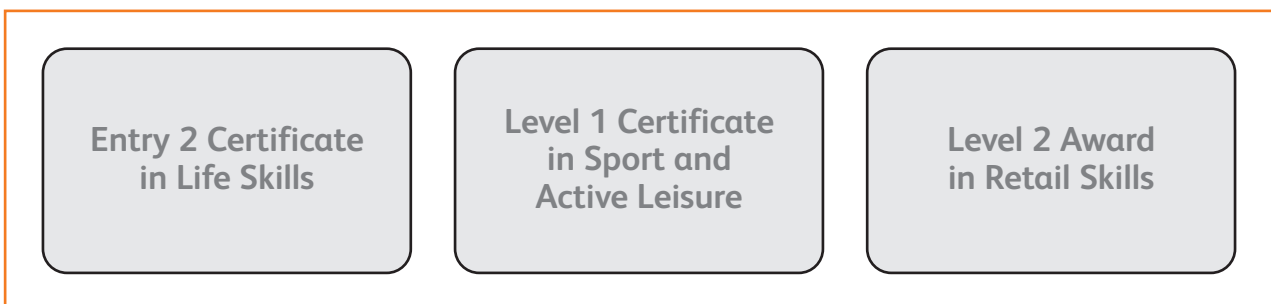 Entry 2 Certificate
in Life Skills
Level 1 Certificate
in Sport and
Active Leisure
Level 2 Award
in Retail Skills